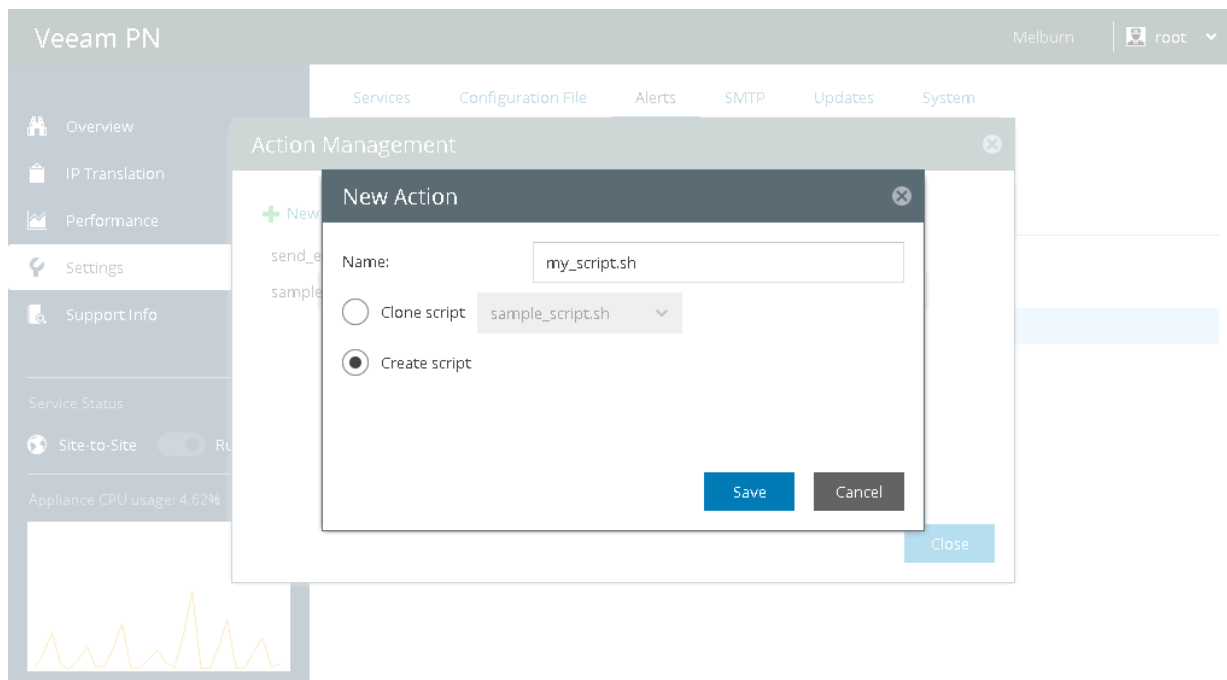 Veeam PN
Melburn
root
Services
Configuration File
Alerts
SMTP
Updates
System
Overview
IP Translation
Performance
Settings
Support Info
Service Status
Site-to-Site
Appliance CPU usage: 4.62%
Action Management
New
New Action
Name:
my_script.sh
Clone script
sample_script.sh
Create script
Save
Cancel
Close